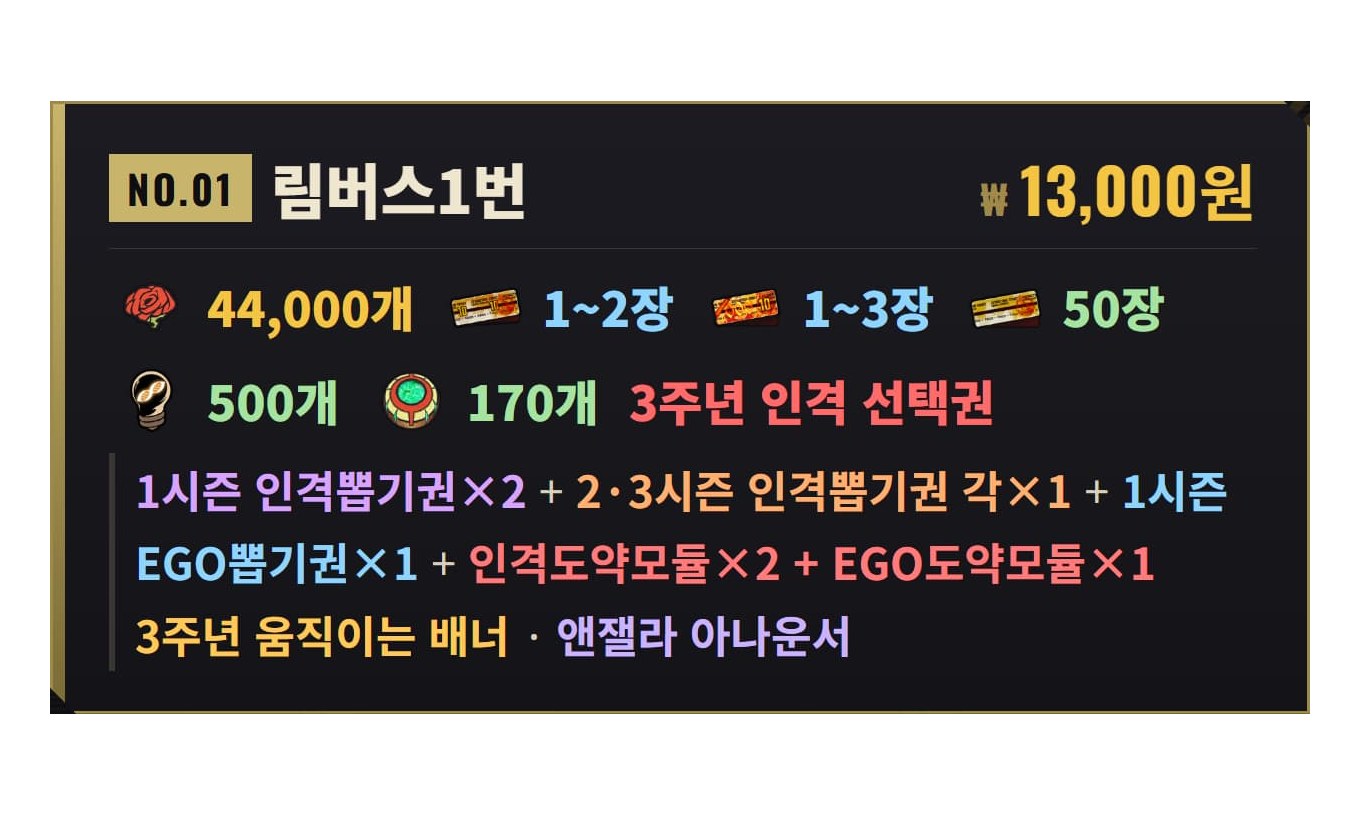 NO.01 림버스1번 ₩ 13,000원
44,000개 1~2장 1~3장 50장
500개 170개 3주년 인격 선택권
1시즌 인격뽑기권×2 + 2·3시즌 인격뽑기권 각×1 + 1시즌
EGO뽑기권×1 + 인격도약모듈×2 + EGO도약모듈×1
3주년 움직이는 배너 · 앤젤라 아나운서